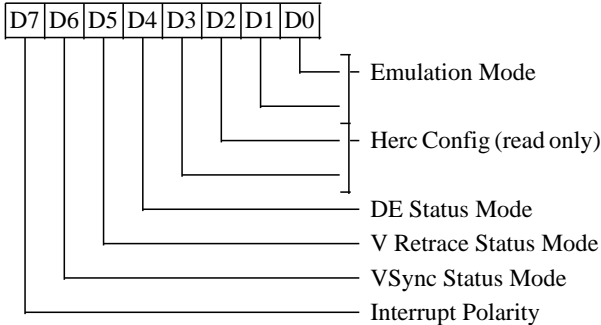 D7 D6 D5 D4 D3 D2 D1 D0
Emulation Mode
Herc Config (read only)
DE Status Mode
V Retrace Status Mode
VSync Status Mode
Interrupt Polarity